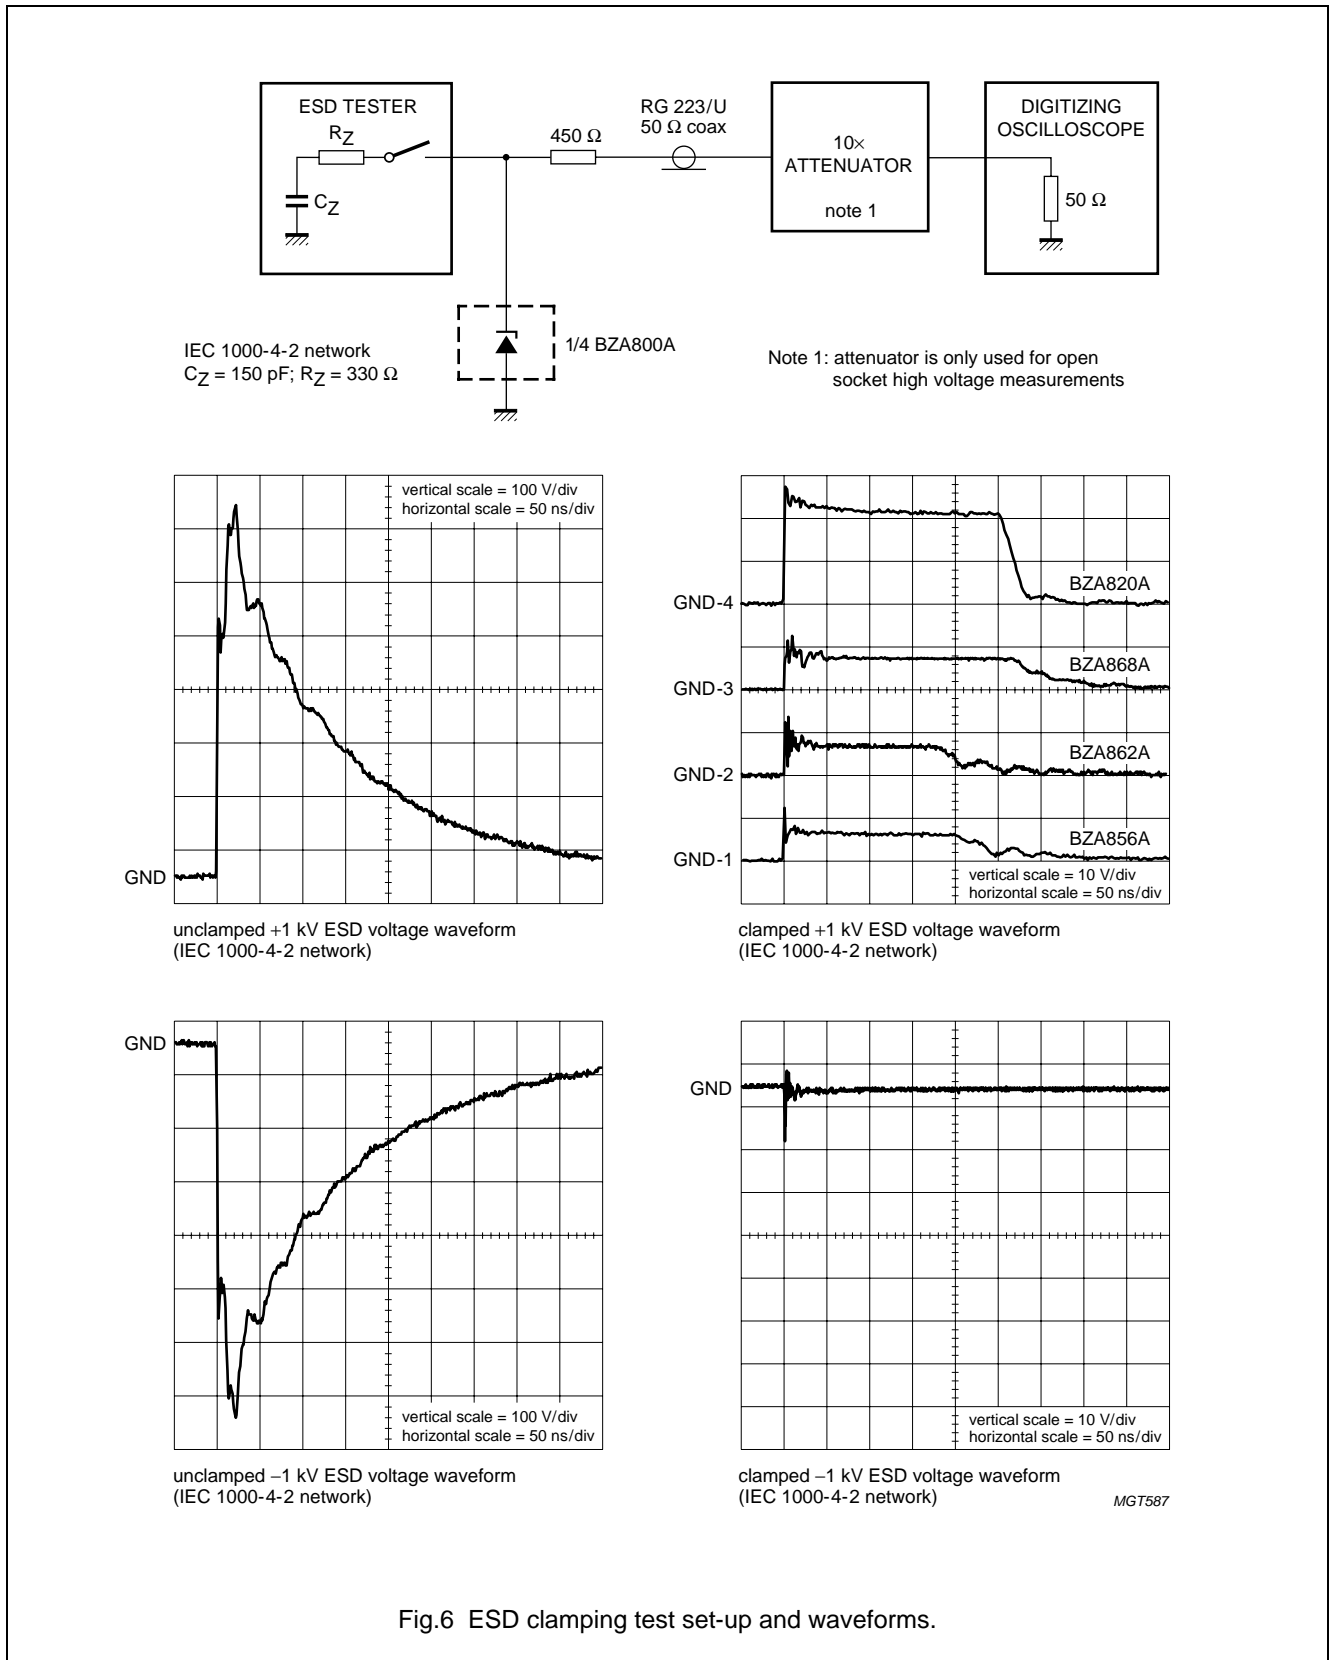 ESD TESTER
RZ
CZ
450 Ω
RG 223/U
50 Ω coax
10×
ATTENUATOR
note 1
DIGITIZING
OSCILLOSCOPE
50 Ω
1/4 BZA800A
IEC 1000-4-2 network
CZ = 150 pF; RZ = 330 Ω
Note 1: attenuator is only used for open
socket high voltage measurements
vertical scale = 100 V/div
horizontal scale = 50 ns/div
GND
unclamped +1 kV ESD voltage waveform
(IEC 1000-4-2 network)
GND-4
BZA820A
GND-3
BZA868A
GND-2
BZA862A
GND-1
BZA856A
vertical scale = 10 V/div
horizontal scale = 50 ns/div
clamped +1 kV ESD voltage waveform
(IEC 1000-4-2 network)
GND
vertical scale = 100 V/div
horizontal scale = 50 ns/div
unclamped −1 kV ESD voltage waveform
(IEC 1000-4-2 network)
GND
vertical scale = 10 V/div
horizontal scale = 50 ns/div
clamped −1 kV ESD voltage waveform
(IEC 1000-4-2 network)
MGT587
Fig.6 ESD clamping test set-up and waveforms.